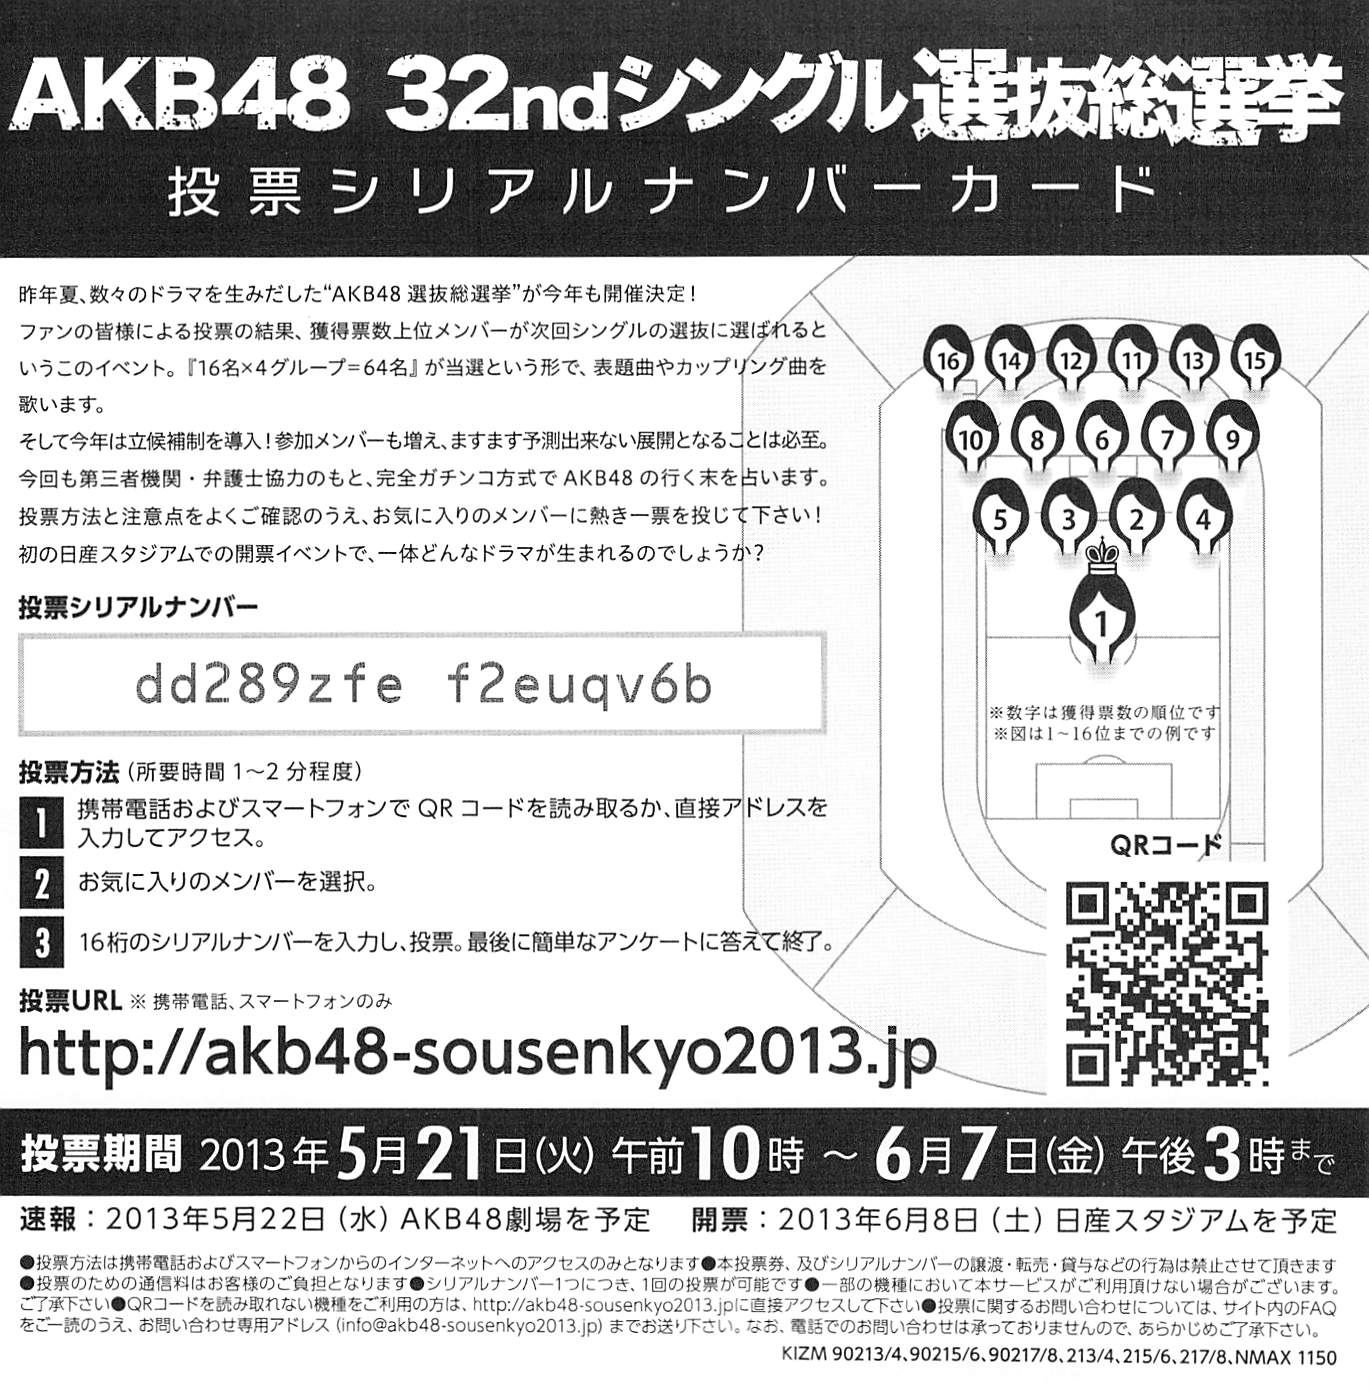 AKB48 32ndシングル選抜総選挙
投票シリアルナンバーカード
昨年夏、数々のドラマを生みだした“AKB48 選抜総選挙”が今年も開催決定！
ファンの皆様による投票の結果、獲得票数上位メンバーが次回シングルの選抜に選ばれると
いうこのイベント。『16名×4グループ=64名』が当選という形で、表題曲やカップリング曲を
歌います。
そして今年は立候補制を導入！参加メンバーも増え、ますます予測出来ない展開となることは必至。
今回も第三者機関・弁護士協力のもと、完全ガチンコ方式で AKB48 の行く末を占います。
投票方法と注意点をよくご確認のうえ、お気に入りのメンバーに熱き一票を投じて下さい！
初の日産スタジアムでの開票イベントで、一体どんなドラマが生まれるのでしょうか？
16 14 12 11 13 15
10 8 6 7 9
5 3 2 4
1
※数字は獲得票数の順位です
※図は1~16位までの例です
投票シリアルナンバー
dd289zfe f2euqv6b
投票方法（所要時間 1～2 分程度）
1 携帯電話およびスマートフォンで QR コードを読み取るか、直接アドレスを
入力してアクセス。
2 お気に入りのメンバーを選択。
3 16桁のシリアルナンバーを入力し、投票。最後に簡単なアンケートに答えて終了。
QRコード
投票URL ※ 携帯電話、スマートフォンのみ
http://akb48-sousenkyo2013.jp
投票期間 2013年5月21日（火）午前10時 ～ 6月7日（金）午後3時まで
速報：2013年5月22日（水）AKB48劇場を予定 開票：2013年6月8日（土）日産スタジアムを予定
●投票方法は携帯電話およびスマートフォンからのインターネットへのアクセスのみとなります●本投票券、及びシリアルナンバーの譲渡・転売・貸与などの行為は禁止させて頂きます
●投票のための通信料はお客様のご負担となります●シリアルナンバー1つにつき、1回の投票が可能です●一部の機種において本サービスがご利用頂けない場合がございます。
ご了承下さい●QRコードを読み取れない機種をご利用の方は、http://akb48-sousenkyo2013.jpに直接アクセスして下さい●投票に関するお問い合わせについては、サイト内のFAQ
をご一読のうえ、お問い合わせ専用アドレス (info@akb48-sousenkyo2013.jp) までお送り下さい。なお、電話でのお問い合わせは承っておりませんので、あらかじめご了承下さい。
KIZM 90213/4、90215/6、90217/8、213/4、215/6、217/8、NMAX 1150